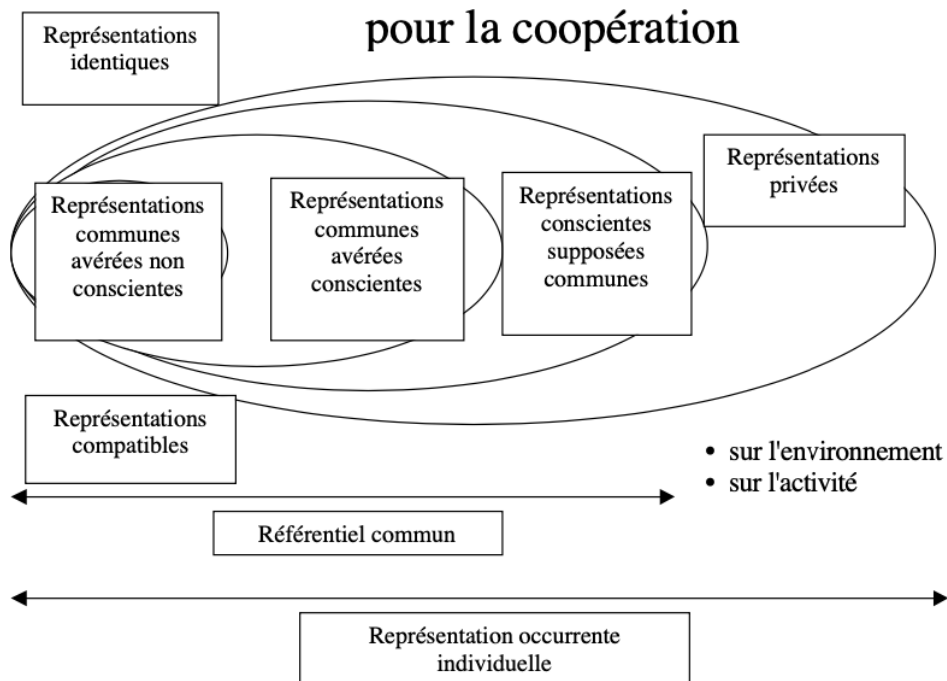 pour la coopération
Représentations
identiques
Représentations
privées
Représentations
communes
avérées non
conscientes
Représentations
communes
avérées
conscientes
Représentations
conscientes
supposées
communes
Représentations
compatibles
• sur l'environnement
• sur l'activité
Référentiel commun
Représentation occurrente
individuelle